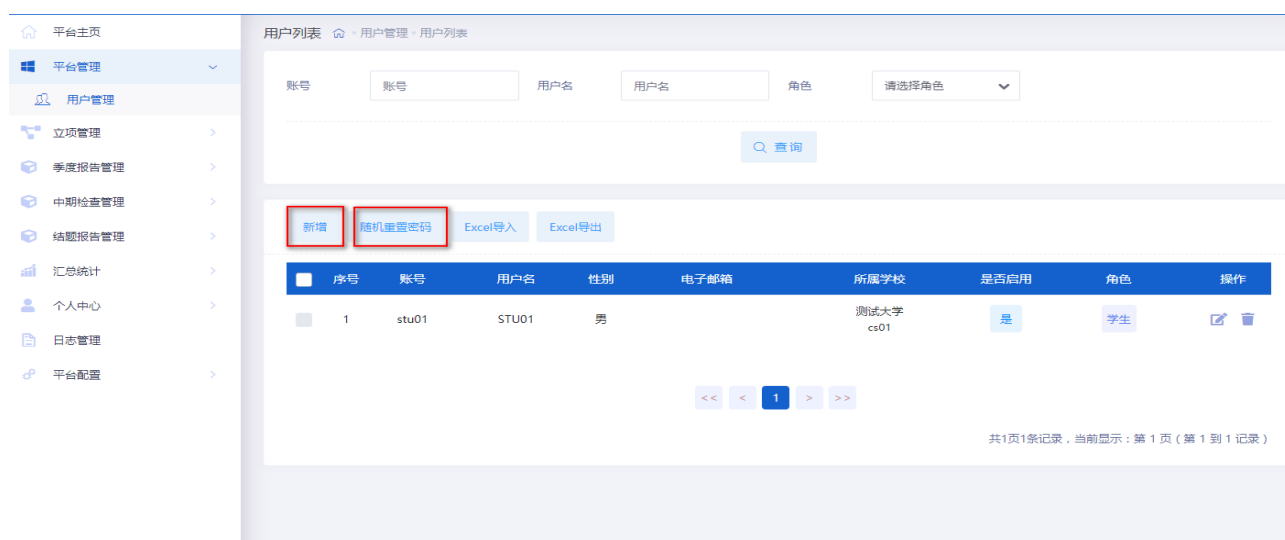 平台主页
平台管理
用户管理
立项管理
季度报告管理
中期检查管理
结题报告管理
汇总统计
个人中心
日志管理
平台配置
用户列表 用户管理 用户列表
账号 账号 用户名 用户名 角色 请选择角色
查询
新增 随机重置密码 Excel导入 Excel导出
序号 账号 用户名 性别 电子邮箱 所属学校 是否启用 角色 操作
1 stu01 STU01 男 测试大学 是 学生
cs01
<< < 1 > >>
共1页1条记录，当前显示：第 1 页 ( 第 1 到 1 记录 )